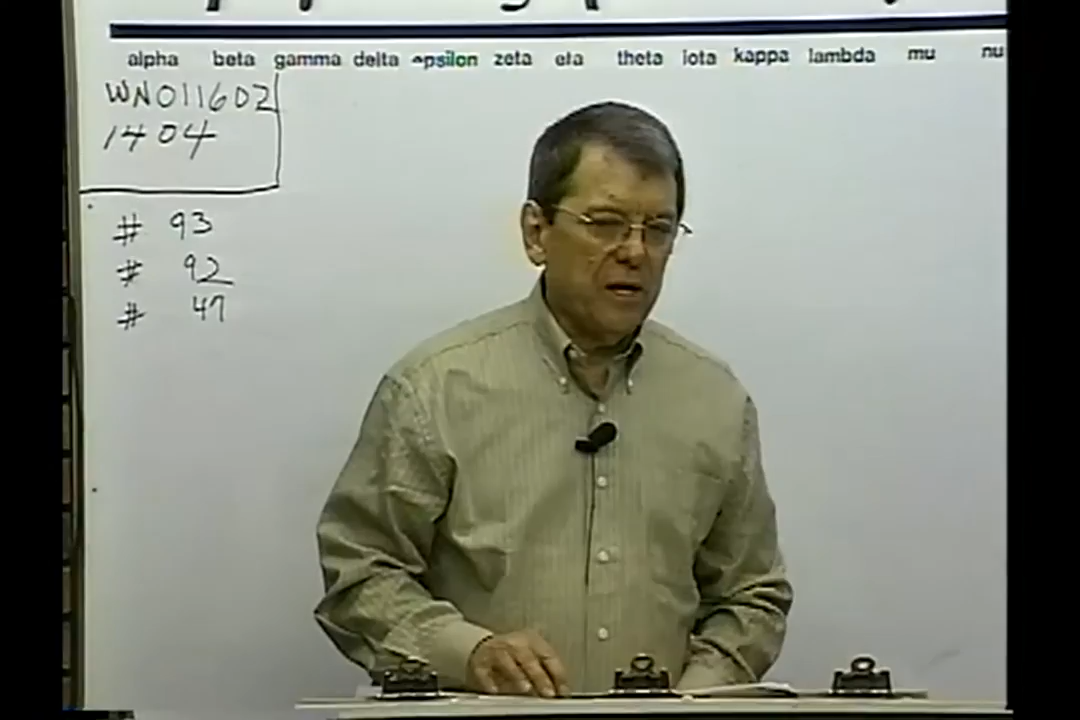 alpha beta gamma delta epsilon zeta eta theta iota kappa lambda mu nu
WN011602
1404
# 93
# 92
# 47